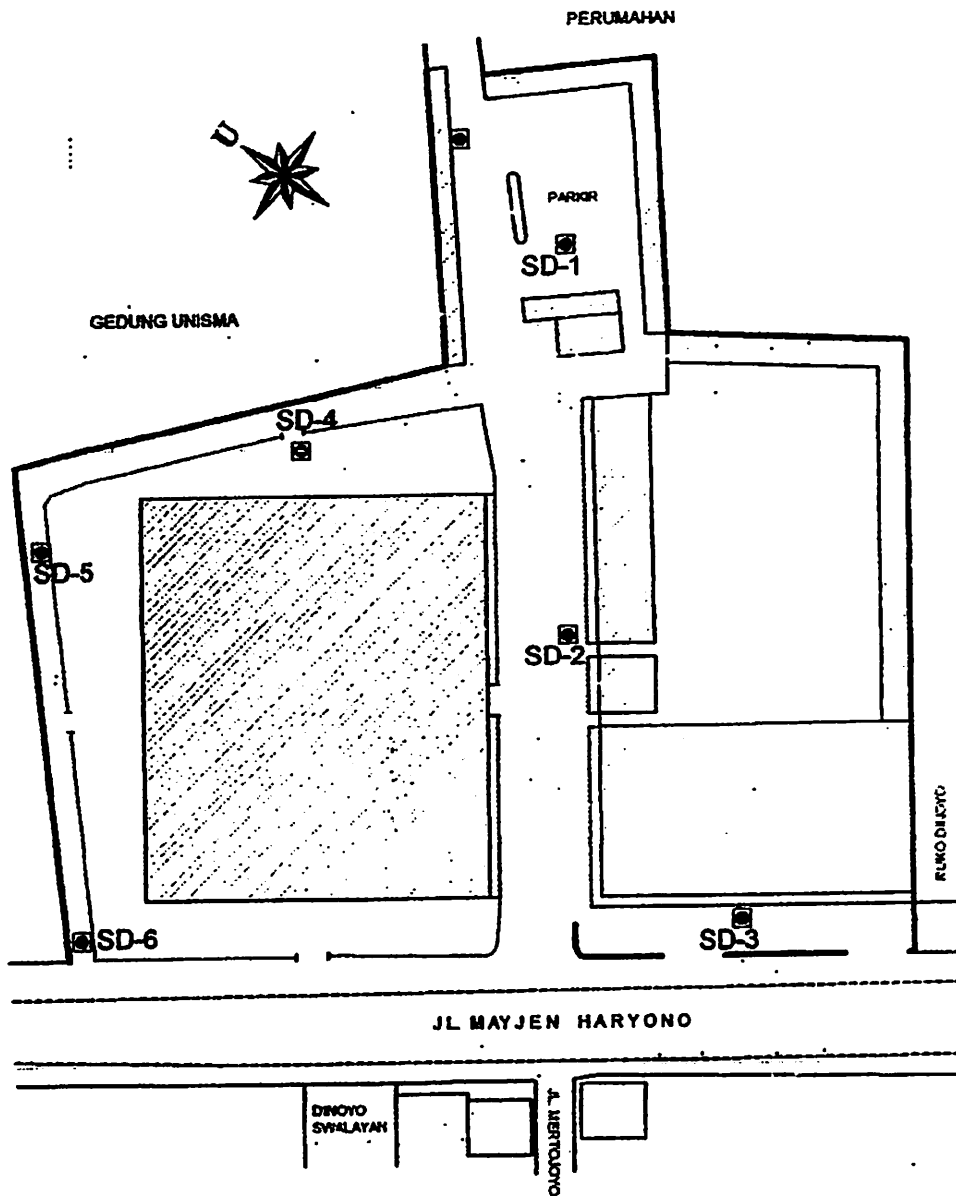 PERUMAHAN
U
PARKIR
SD-1
GEDUNG UNISMA
SD-4
SD-5
SD-2
RUKO DINOYO
SD-6
SD-3
JL MAYJEN HARYONO
DINOYO
SWALAYAN
JL. MERTOJOYO